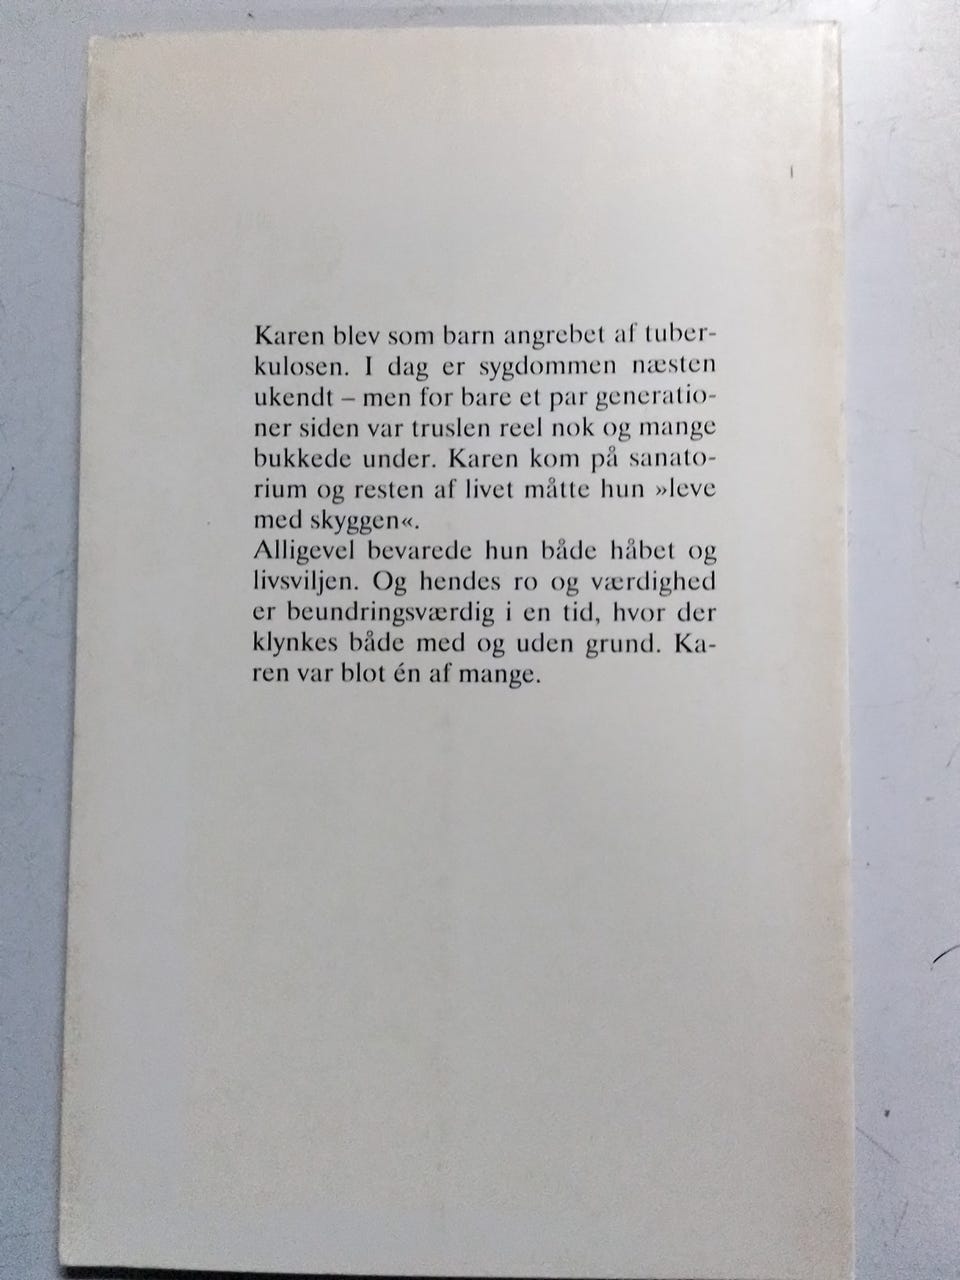 Karen blev som barn angrebet af tuber-
kulosen. I dag er sygdommen næsten
ukendt – men for bare et par generatio-
ner siden var truslen reel nok og mange
bukkede under. Karen kom på sanato-
rium og resten af livet måtte hun »leve
med skyggen«.
Alligevel bevarede hun både håbet og
livsviljen. Og hendes ro og værdighed
er beundringsværdig i en tid, hvor der
klynkes både med og uden grund. Ka-
ren var blot én af mange.